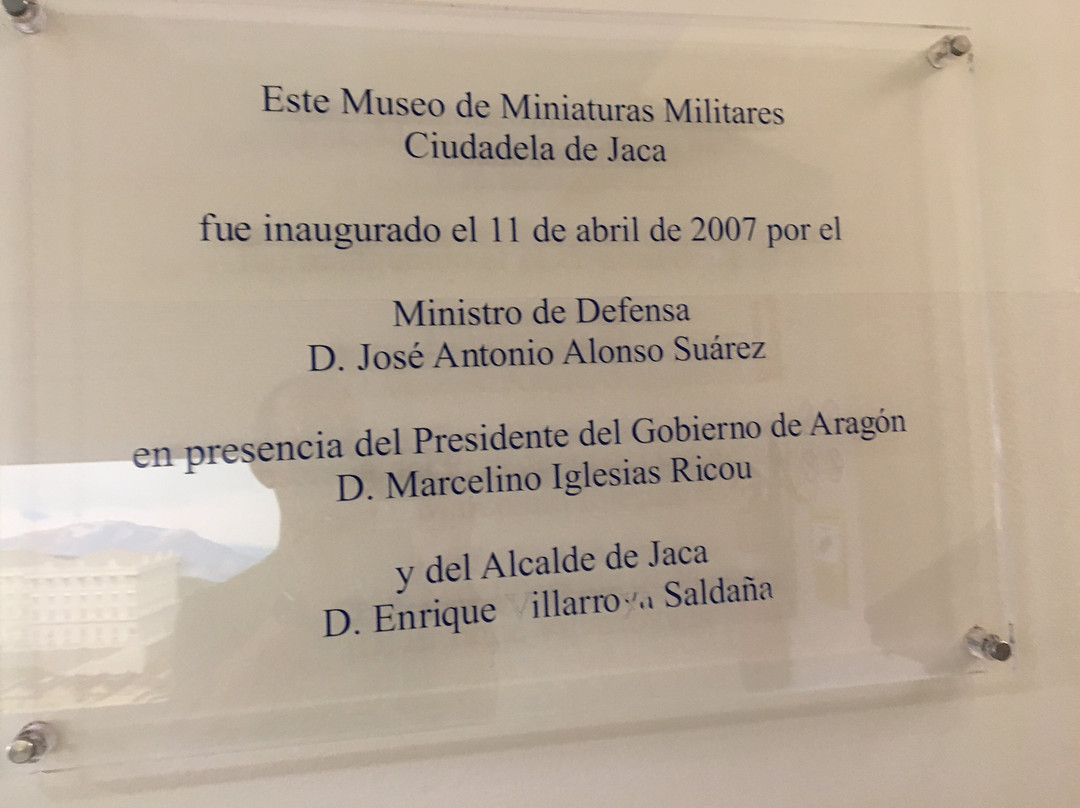 Este Museo de Miniaturas Militares
Ciudadela de Jaca
fue inaugurado el 11 de abril de 2007 por el
Ministro de Defensa
D. José Antonio Alonso Suárez
en presencia del Presidente del Gobierno de Aragón
D. Marcelino Iglesias Ricou
y del Alcalde de Jaca
D. Enrique Villarroya Saldaña